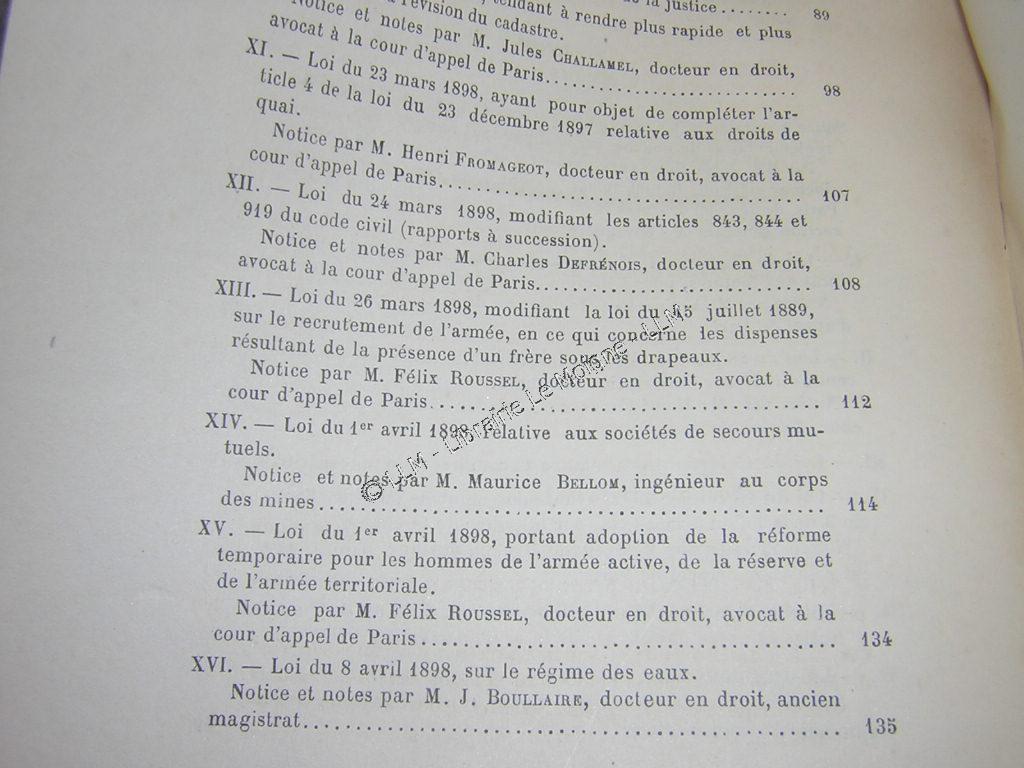 la justice........ 89
tendant à rendre plus rapide et plus
révision du cadastre.
Notice et notes par M. Jules CHALLAMEL, docteur en droit,
avocat à la cour d'appel de Paris.......................... 98
XI. — Loi du 23 mars 1898, ayant pour objet de compléter l'ar-
ticle 4 de la loi du 23 décembre 1897 relative aux droits de
quai.
Notice par M. Henri FROMAGEOT, docteur en droit, avocat à la
cour d'appel de Paris.................................... 107
XII. — Loi du 24 mars 1898, modifiant les articles 843, 844 et
919 du code civil (rapports à succession).
Notice et notes par M. Charles DEFRÉNOIS, docteur en droit,
avocat à la cour d'appel de Paris.......................... 108
XIII. — Loi du 26 mars 1898, modifiant la loi du 15 juillet 1889,
sur le recrutement de l'armée, en ce qui concerne les dispenses
résultant de la présence d'un frère sous les drapeaux.
Notice par M. Félix ROUSSEL, docteur en droit, avocat à la
cour d'appel de Paris.................................... 112
XIV. — Loi du 1er avril 1898, relative aux sociétés de secours mu-
tuels.
Notice et notes par M. Maurice BELLOM, ingénieur au corps
des mines.............................................. 114
XV. — Loi du 1er avril 1898, portant adoption de la réforme
temporaire pour les hommes de l'armée active, de la réserve et
de l'armée territoriale.
Notice par M. Félix ROUSSEL, docteur en droit, avocat à la
cour d'appel de Paris.................................... 134
XVI. — Loi du 8 avril 1898, sur le régime des eaux.
Notice et notes par M. J. BOULLAIRE, docteur en droit, ancien
magistrat.............................................. 135
© LLM - Librairie Le Moigne, LLM